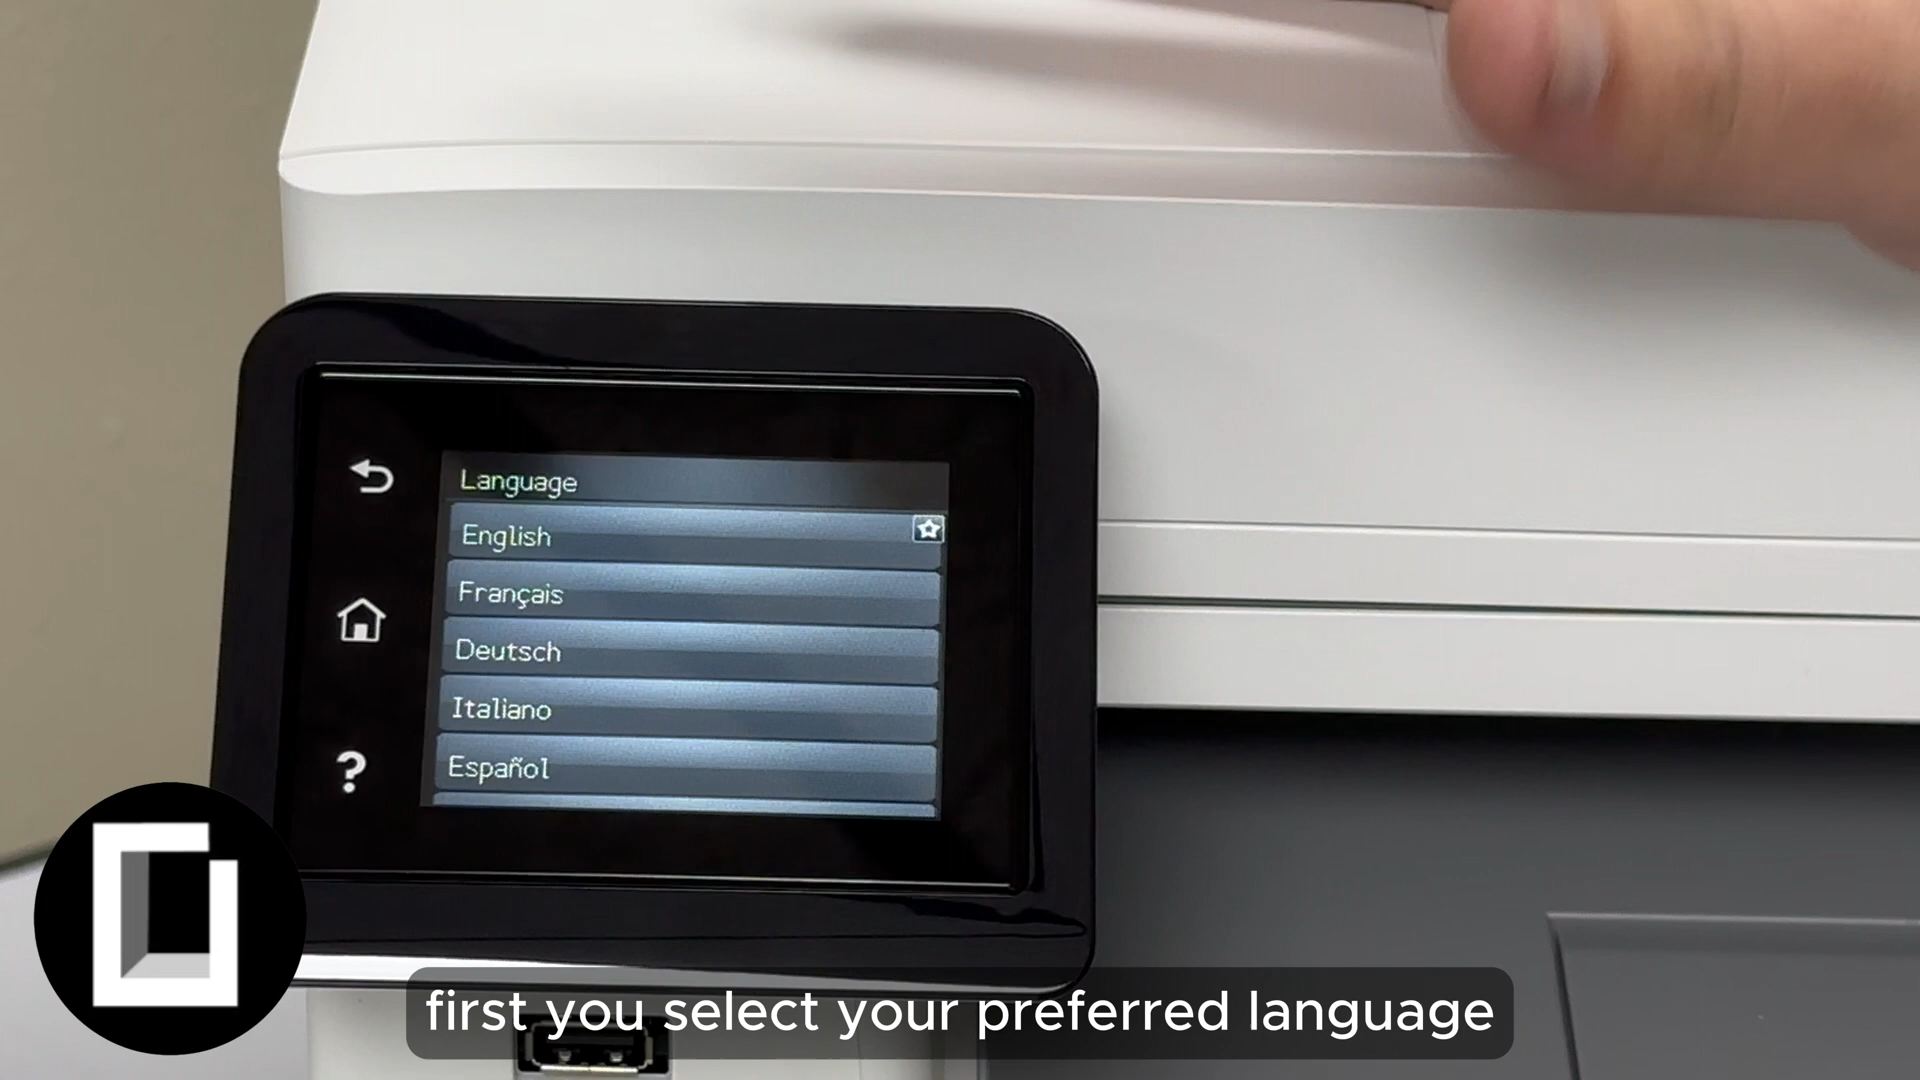 Language
English
Français
Deutsch
Italiano
Español
?
first you select your preferred language